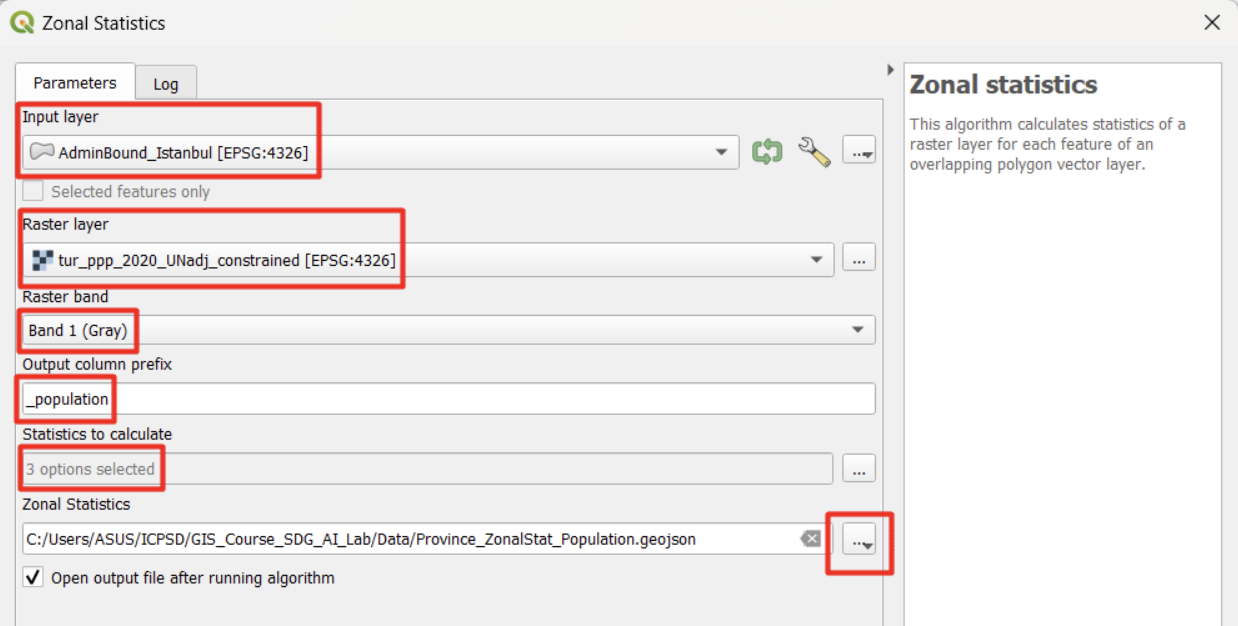 Zonal Statistics
Parameters
Log
Input layer
AdminBound_Istanbul [EPSG:4326]
...
Selected features only
Raster layer
tur_ppp_2020_UNadj_constrained [EPSG:4326]
...
Raster band
Band 1 (Gray)
Output column prefix
_population
Statistics to calculate
3 options selected
...
Zonal Statistics
C:/Users/ASUS/ICPSD/GIS_Course_SDG_AI_Lab/Data/Province_ZonalStat_Population.geojson
...
Open output file after running algorithm
Zonal statistics
This algorithm calculates statistics of a
raster layer for each feature of an
overlapping polygon vector layer.